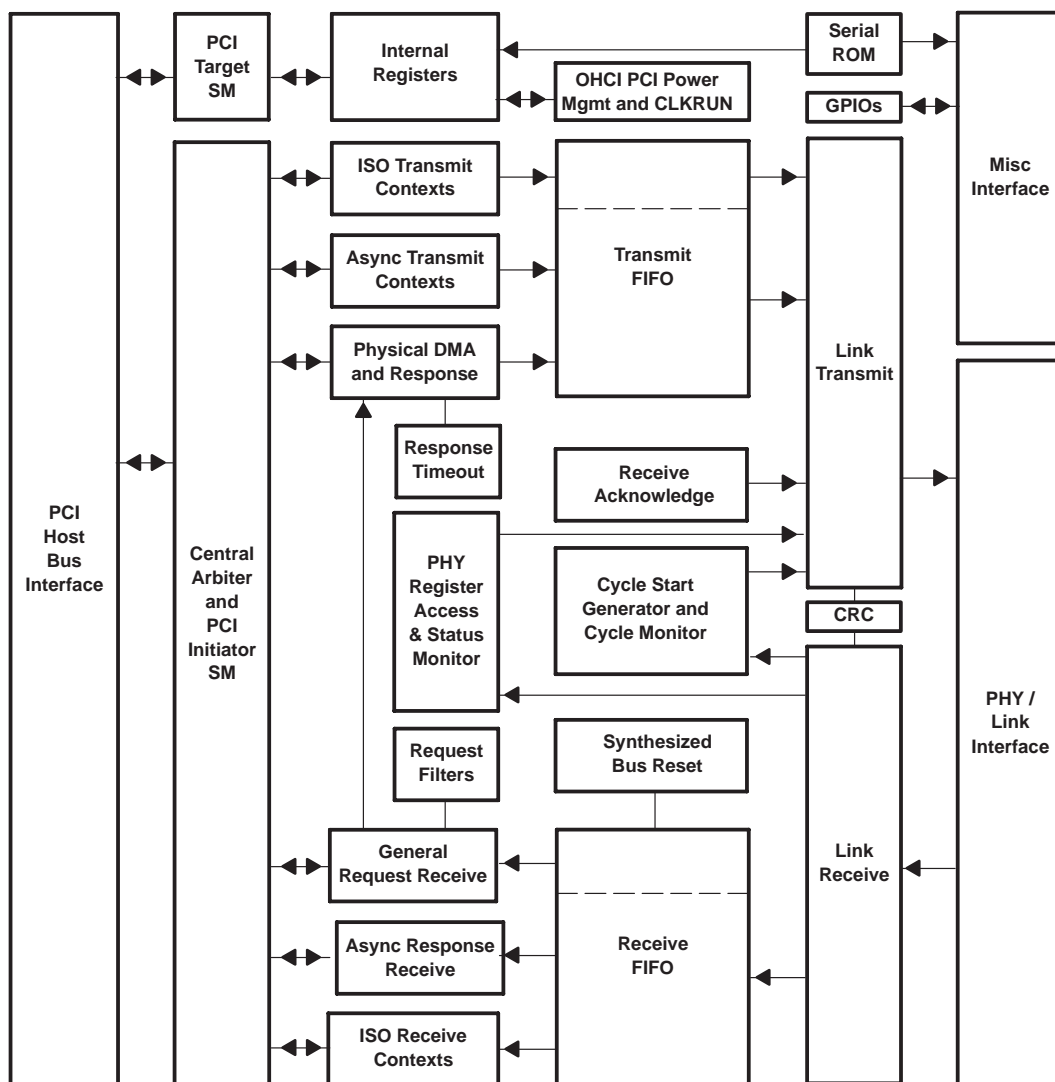 PCI
Target
SM
Internal
Registers
Serial
ROM
OHCI PCI Power
Mgmt and CLKRUN
GPIOs
Misc
Interface
ISO Transmit
Contexts
Async Transmit
Contexts
Transmit
FIFO
Physical DMA
and Response
Link
Transmit
Response
Timeout
Receive
Acknowledge
PCI
Host
Bus
Interface
Central
Arbiter
and
PCI
Initiator
SM
PHY
Register
Access
& Status
Monitor
Cycle Start
Generator and
Cycle Monitor
CRC
PHY /
Link
Interface
Request
Filters
Synthesized
Bus Reset
General
Request Receive
Link
Receive
Async Response
Receive
Receive
FIFO
ISO Receive
Contexts